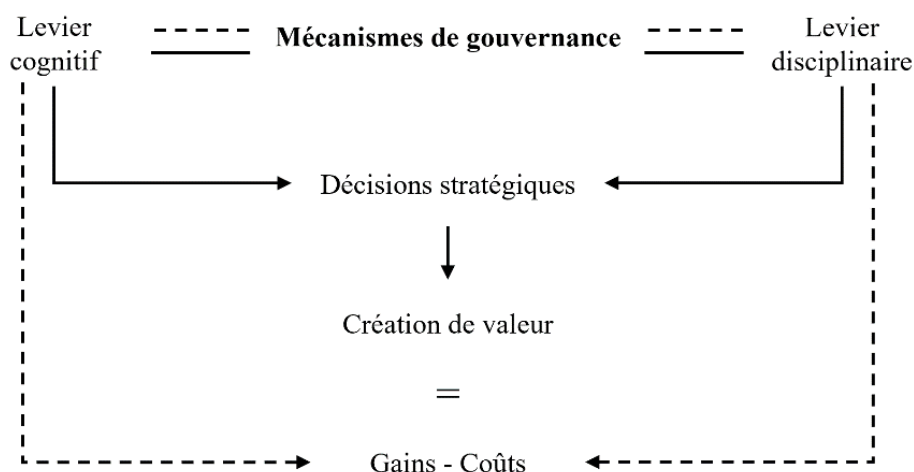 Levier
cognitif
Mécanismes de gouvernance
Levier
disciplinaire
Décisions stratégiques
Création de valeur
=
Gains - Coûts